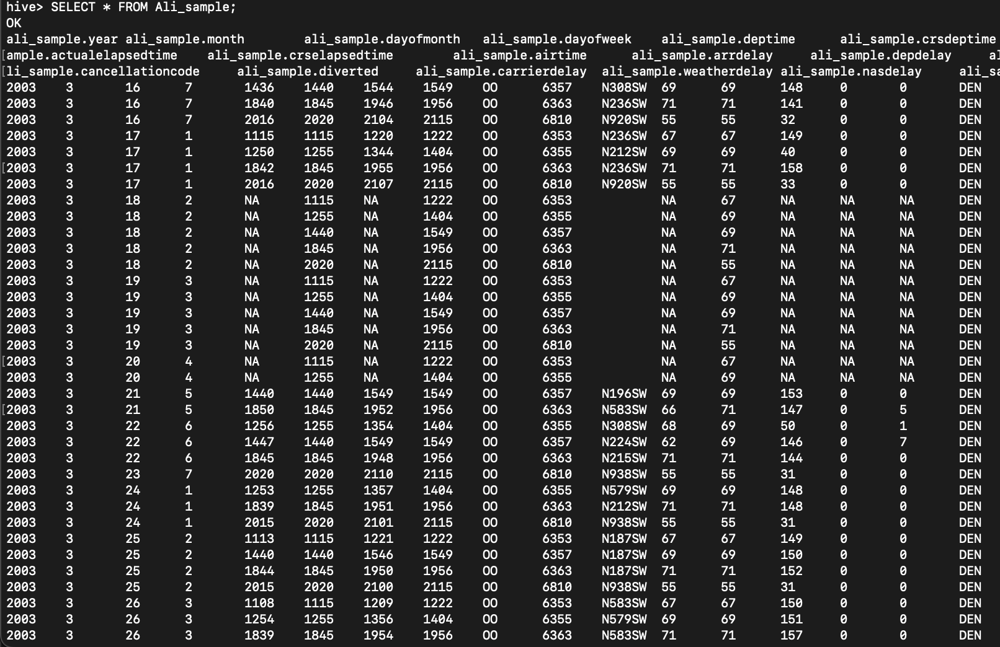 hive> SELECT * FROM Ali_sample;
OK
ali_sample.year ali_sample.month ali_sample.dayofmonth ali_sample.dayofweek ali_sample.deptime ali_sample.crsdeptime
[ample.actualelapsedtime ali_sample.crselapsedtime ali_sample.airtime ali_sample.arrdelay ali_sample.depdelay al
[li_sample.cancellationcode ali_sample.diverted ali_sample.carrierdelay ali_sample.weatherdelay ali_sample.nasdelay ali_sa
2003 3 16 7 1436 1440 1544 1549 OO 6357 N308SW 69 69 148 0 0 DEN
2003 3 16 7 1840 1845 1946 1956 OO 6363 N236SW 71 71 141 0 0 DEN
2003 3 16 7 2016 2020 2104 2115 OO 6810 N920SW 55 55 32 0 0 DEN
2003 3 17 1 1115 1115 1220 1222 OO 6353 N236SW 67 67 149 0 0 DEN
2003 3 17 1 1250 1255 1344 1404 OO 6355 N212SW 69 69 40 0 0 DEN
[2003 3 17 1 1842 1845 1955 1956 OO 6363 N236SW 71 71 158 0 0 DEN
2003 3 17 1 2016 2020 2107 2115 OO 6810 N920SW 55 55 33 0 0 DEN
2003 3 18 2 NA 1115 NA 1222 OO 6353 NA 67 NA NA NA DEN
2003 3 18 2 NA 1255 NA 1404 OO 6355 NA 69 NA NA NA DEN
2003 3 18 2 NA 1440 NA 1549 OO 6357 NA 69 NA NA NA DEN
2003 3 18 2 NA 1845 NA 1956 OO 6363 NA 71 NA NA NA DEN
2003 3 18 2 NA 2020 NA 2115 OO 6810 NA 55 NA NA NA DEN
2003 3 19 3 NA 1115 NA 1222 OO 6353 NA 67 NA NA NA DEN
2003 3 19 3 NA 1255 NA 1404 OO 6355 NA 69 NA NA NA DEN
2003 3 19 3 NA 1440 NA 1549 OO 6357 NA 69 NA NA NA DEN
2003 3 19 3 NA 1845 NA 1956 OO 6363 NA 71 NA NA NA DEN
2003 3 19 3 NA 2020 NA 2115 OO 6810 NA 55 NA NA NA DEN
[2003 3 20 4 NA 1115 NA 1222 OO 6353 NA 67 NA NA NA DEN
2003 3 20 4 NA 1255 NA 1404 OO 6355 NA 69 NA NA NA DEN
2003 3 21 5 1440 1440 1549 1549 OO 6357 N196SW 69 69 153 0 0 DEN
[2003 3 21 5 1850 1845 1952 1956 OO 6363 N583SW 66 71 147 0 5 DEN
2003 3 22 6 1256 1255 1354 1404 OO 6355 N308SW 68 69 50 0 1 DEN
2003 3 22 6 1447 1440 1549 1549 OO 6357 N224SW 62 69 146 0 7 DEN
2003 3 22 6 1845 1845 1948 1956 OO 6363 N215SW 71 71 144 0 0 DEN
2003 3 23 7 2020 2020 2110 2115 OO 6810 N938SW 55 55 31 0 0 DEN
2003 3 24 1 1253 1255 1357 1404 OO 6355 N579SW 69 69 148 0 0 DEN
2003 3 24 1 1839 1845 1951 1956 OO 6363 N212SW 71 71 148 0 0 DEN
2003 3 24 1 2015 2020 2101 2115 OO 6810 N938SW 55 55 31 0 0 DEN
2003 3 25 2 1113 1115 1221 1222 OO 6353 N187SW 67 67 149 0 0 DEN
2003 3 25 2 1440 1440 1546 1549 OO 6357 N187SW 69 69 150 0 0 DEN
2003 3 25 2 1844 1845 1950 1956 OO 6363 N187SW 71 71 152 0 0 DEN
2003 3 25 2 2015 2020 2100 2115 OO 6810 N938SW 55 55 31 0 0 DEN
2003 3 26 3 1108 1115 1209 1222 OO 6353 N583SW 67 67 150 0 0 DEN
2003 3 26 3 1254 1255 1356 1404 OO 6355 N579SW 69 69 151 0 0 DEN
2003 3 26 3 1839 1845 1954 1956 OO 6363 N583SW 71 71 157 0 0 DEN